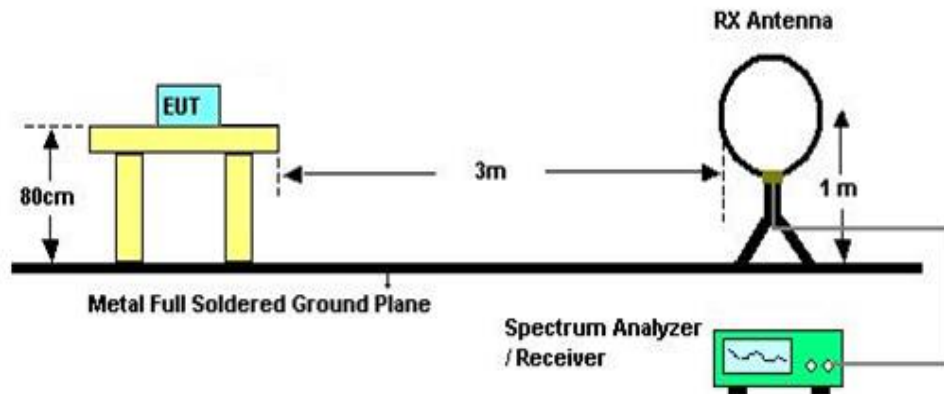 RX Antenna
EUT
80cm
3m
1 m
Metal Full Soldered Ground Plane
Spectrum Analyzer
/ Receiver